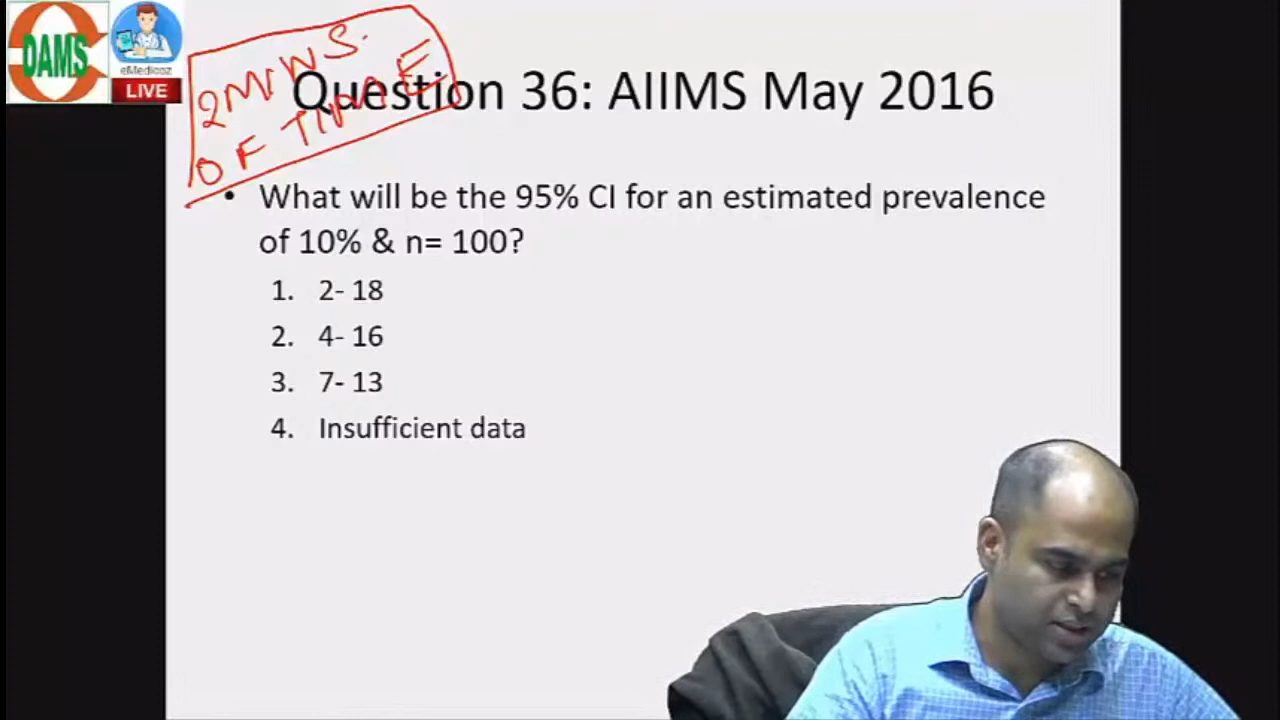 DAMS
eMedicoz
LIVE
2 MINS.
OF TIME
Question 36: AIIMS May 2016
• What will be the 95% CI for an estimated prevalence
of 10% & n= 100?
1. 2- 18
2. 4- 16
3. 7- 13
4. Insufficient data